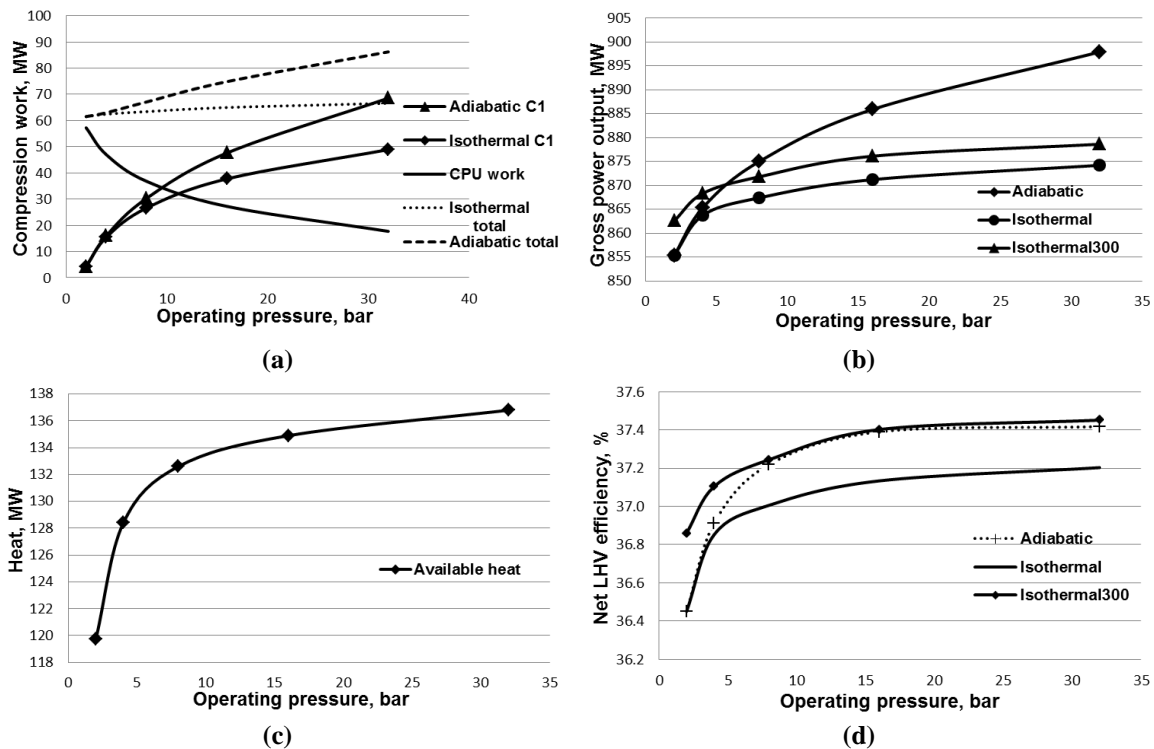 100
90
80
70
60
50
40
30
20
10
0
Compression work, MW
0 10 20 30 40
Operating pressure, bar
Adiabatic C1
Isothermal C1
CPU work
Isothermal
total
Adiabatic total
(a)
905
900
895
890
885
880
875
870
865
860
855
850
Gross power output, MW
0 5 10 15 20 25 30 35
Operating pressure, bar
Adiabatic
Isothermal
Isothermal300
(b)
138
136
134
132
130
128
126
124
122
120
118
Heat, MW
0 5 10 15 20 25 30 35
Operating pressure, bar
Available heat
(c)
37.6
37.4
37.2
37.0
36.8
36.6
36.4
36.2
Net LHV efficiency, %
0 5 10 15 20 25 30 35
Operating pressure, bar
Adiabatic
Isothermal
Isothermal300
(d)